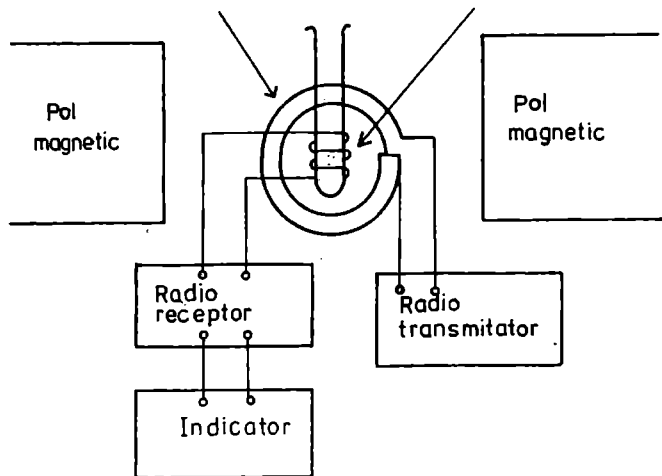 Pol
magnetic
Pol
magnetic
Radio
receptor
Radio
transmitator
Indicator